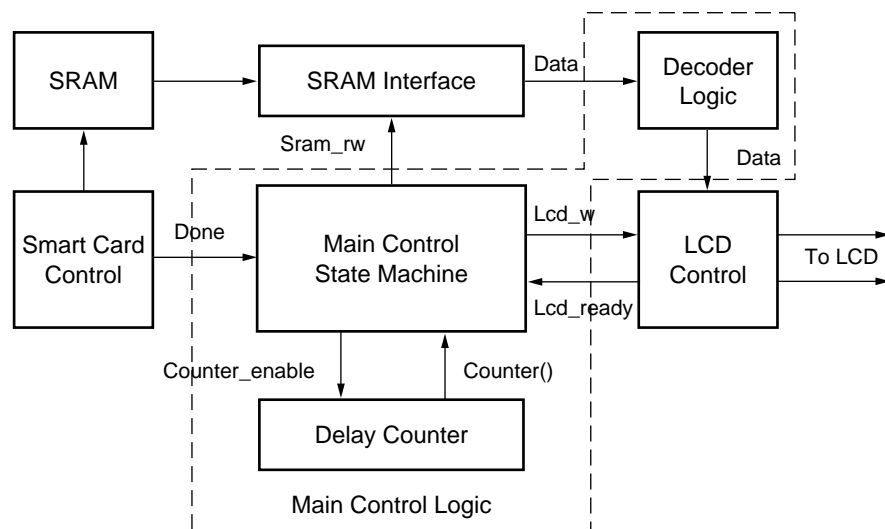 SRAM
SRAM Interface
Data
Decoder
Logic
Sram_rw
Data
Smart Card
Control
Done
Main Control
State Machine
Lcd_w
Lcd_ready
LCD
Control
To LCD
Counter_enable
Counter()
Delay Counter
Main Control Logic